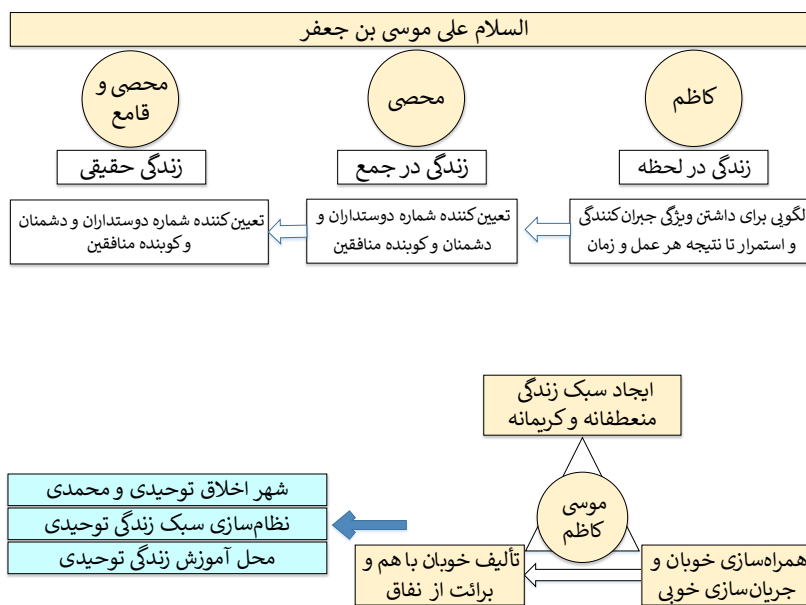 السلام علی موسی بن جعفر
کاظم
محصی
محصی و
قامع
زندگی در لحظه
زندگی در جمع
زندگی حقیقی
لگویی برای داشتن ویژگی جبران‌کنندگی
و استمرار تا نتیجه هر عمل و زمان
تعیین‌کننده شماره دوستداران و
دشمنان و کوبنده منافقین
تعیین‌کننده شماره دوستداران و دشمنان
و کوبنده منافقین
ایجاد سبک زندگی
منعطفانه و کریمانه
موسی
کاظم
همراه‌سازی خوبان و
جریان‌سازی خوبی
تألیف خوبان با هم و
برائت از نفاق
شهر اخلاق توحیدی و محمدی
نظام‌سازی سبک زندگی توحیدی
محل آموزش زندگی توحیدی